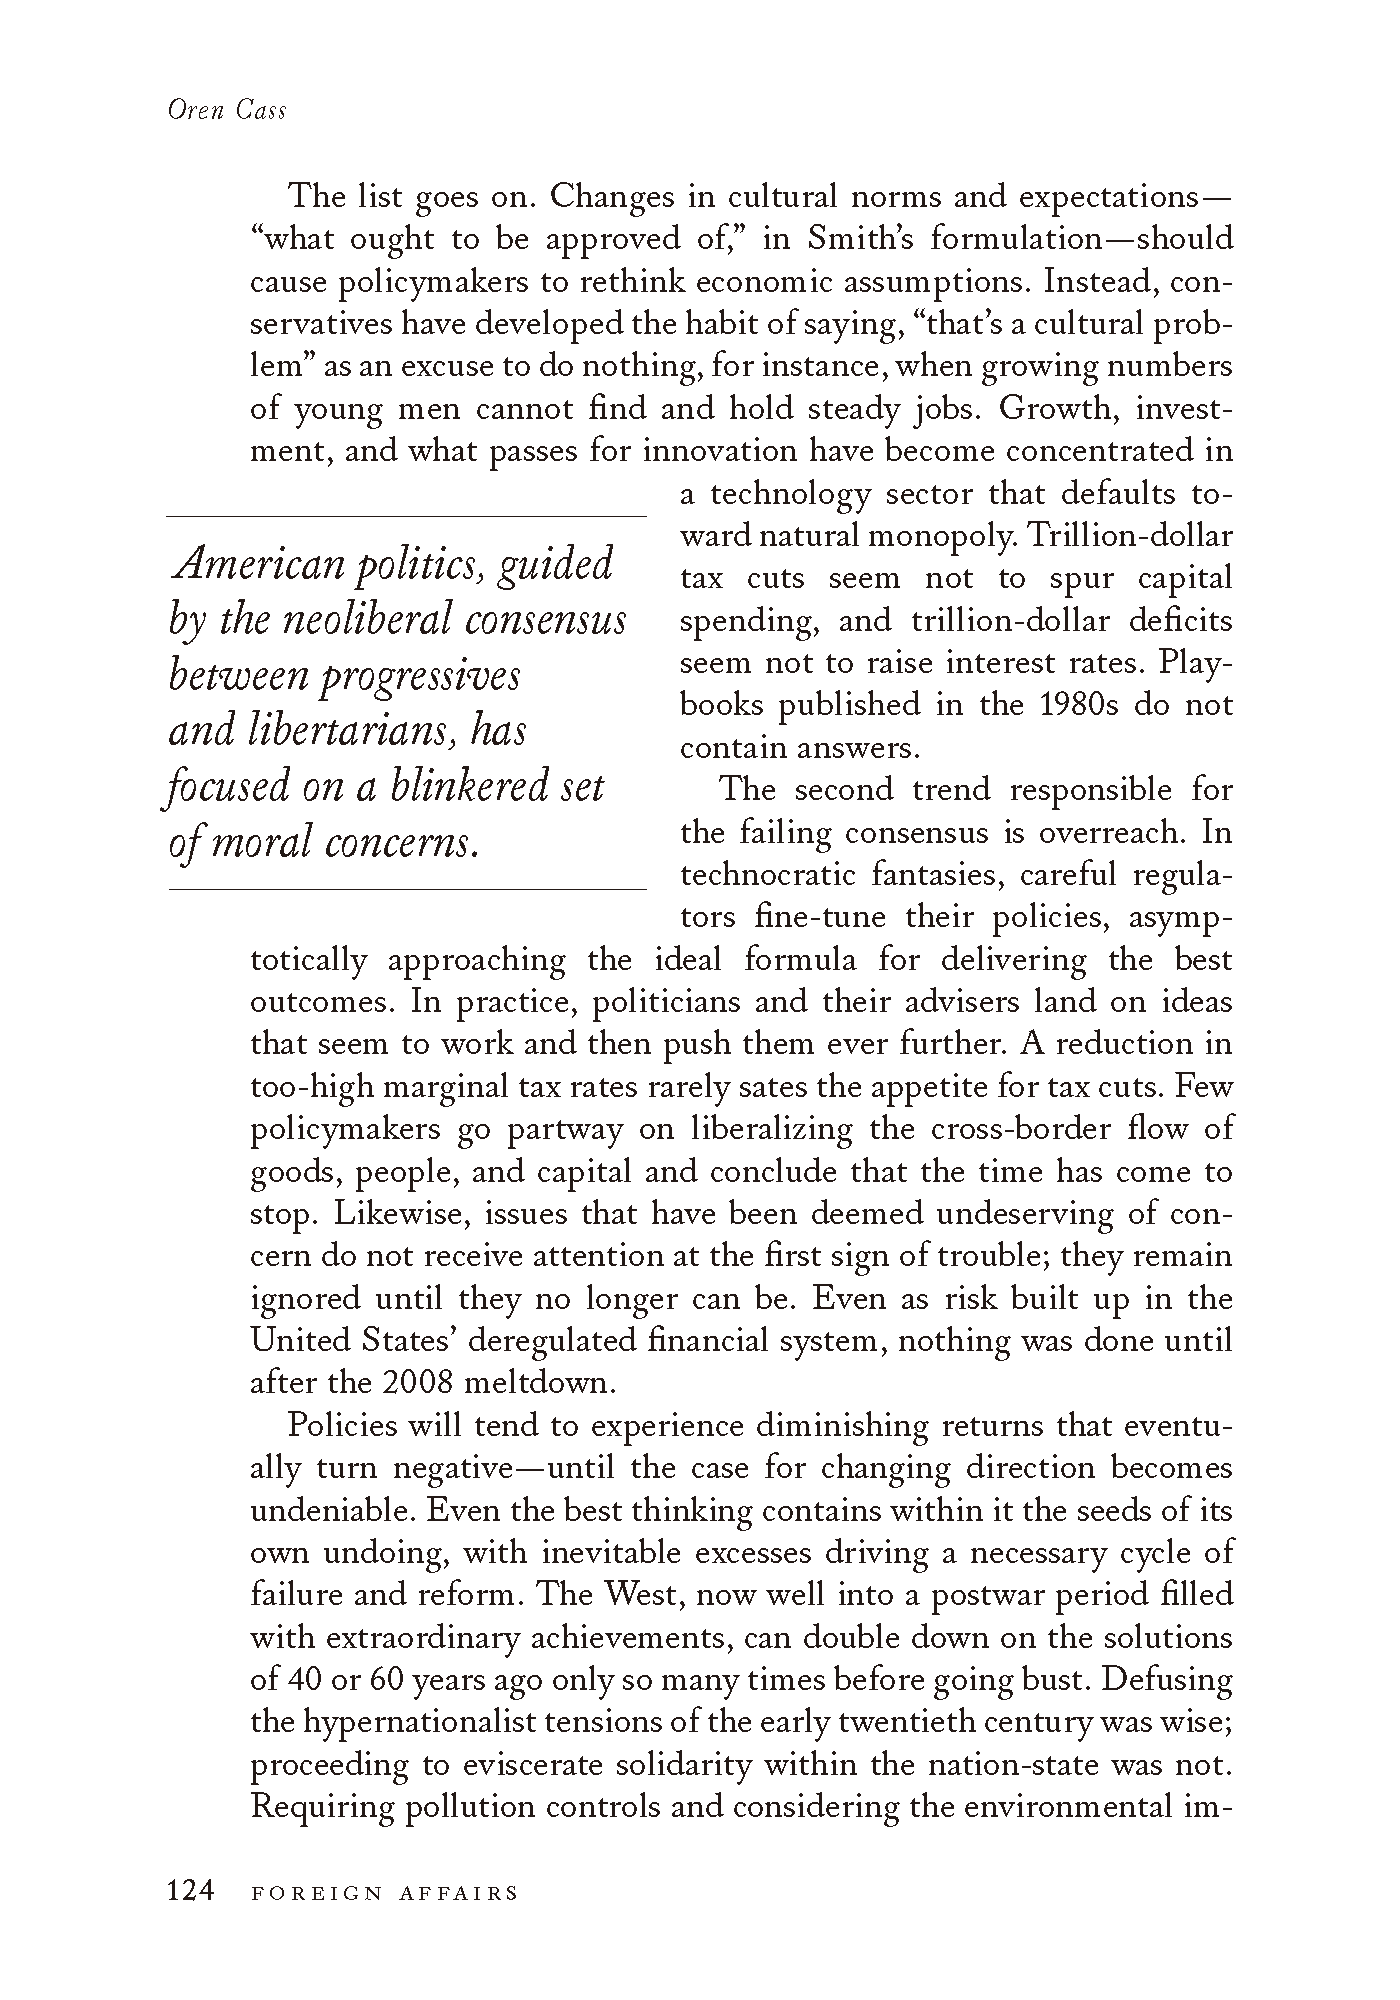 Oren Cass
The list goes on. Changes in cultural norms and expectations—
“what ought to be approved of,” in Smith’s formulation—should
cause policymakers to rethink economic assumptions. Instead, con-
servatives have developed the habit of saying, “that’s a cultural prob-
lem” as an excuse to do nothing, for instance, when growing numbers
of young men cannot find and hold steady jobs. Growth, invest-
ment, and what passes for innovation have become concentrated in
a technology sector that defaults to-
ward natural monopoly. Trillion-dollar
tax cuts seem not to spur capital
spending, and trillion-dollar deficits
seem not to raise interest rates. Play-
books published in the 1980s do not
contain answers.
The second trend responsible for
the failing consensus is overreach. In
technocratic fantasies, careful regula-
tors fine-tune their policies, asymp-
American politics, guided
by the neoliberal consensus
between progressives
and libertarians, has
focused on a blinkered set
of moral concerns.
totically approaching the ideal formula for delivering the best
outcomes. In practice, politicians and their advisers land on ideas
that seem to work and then push them ever further. A reduction in
too-high marginal tax rates rarely sates the appetite for tax cuts. Few
policymakers go partway on liberalizing the cross-border flow of
goods, people, and capital and conclude that the time has come to
stop. Likewise, issues that have been deemed undeserving of con-
cern do not receive attention at the first sign of trouble; they remain
ignored until they no longer can be. Even as risk built up in the
United States’ deregulated financial system, nothing was done until
after the 2008 meltdown.
Policies will tend to experience diminishing returns that eventu-
ally turn negative—until the case for changing direction becomes
undeniable. Even the best thinking contains within it the seeds of its
own undoing, with inevitable excesses driving a necessary cycle of
failure and reform. The West, now well into a postwar period filled
with extraordinary achievements, can double down on the solutions
of 40 or 60 years ago only so many times before going bust. Defusing
the hypernationalist tensions of the early twentieth century was wise;
proceeding to eviscerate solidarity within the nation-state was not.
Requiring pollution controls and considering the environmental im-
124 FOREIGN AFFAIRS